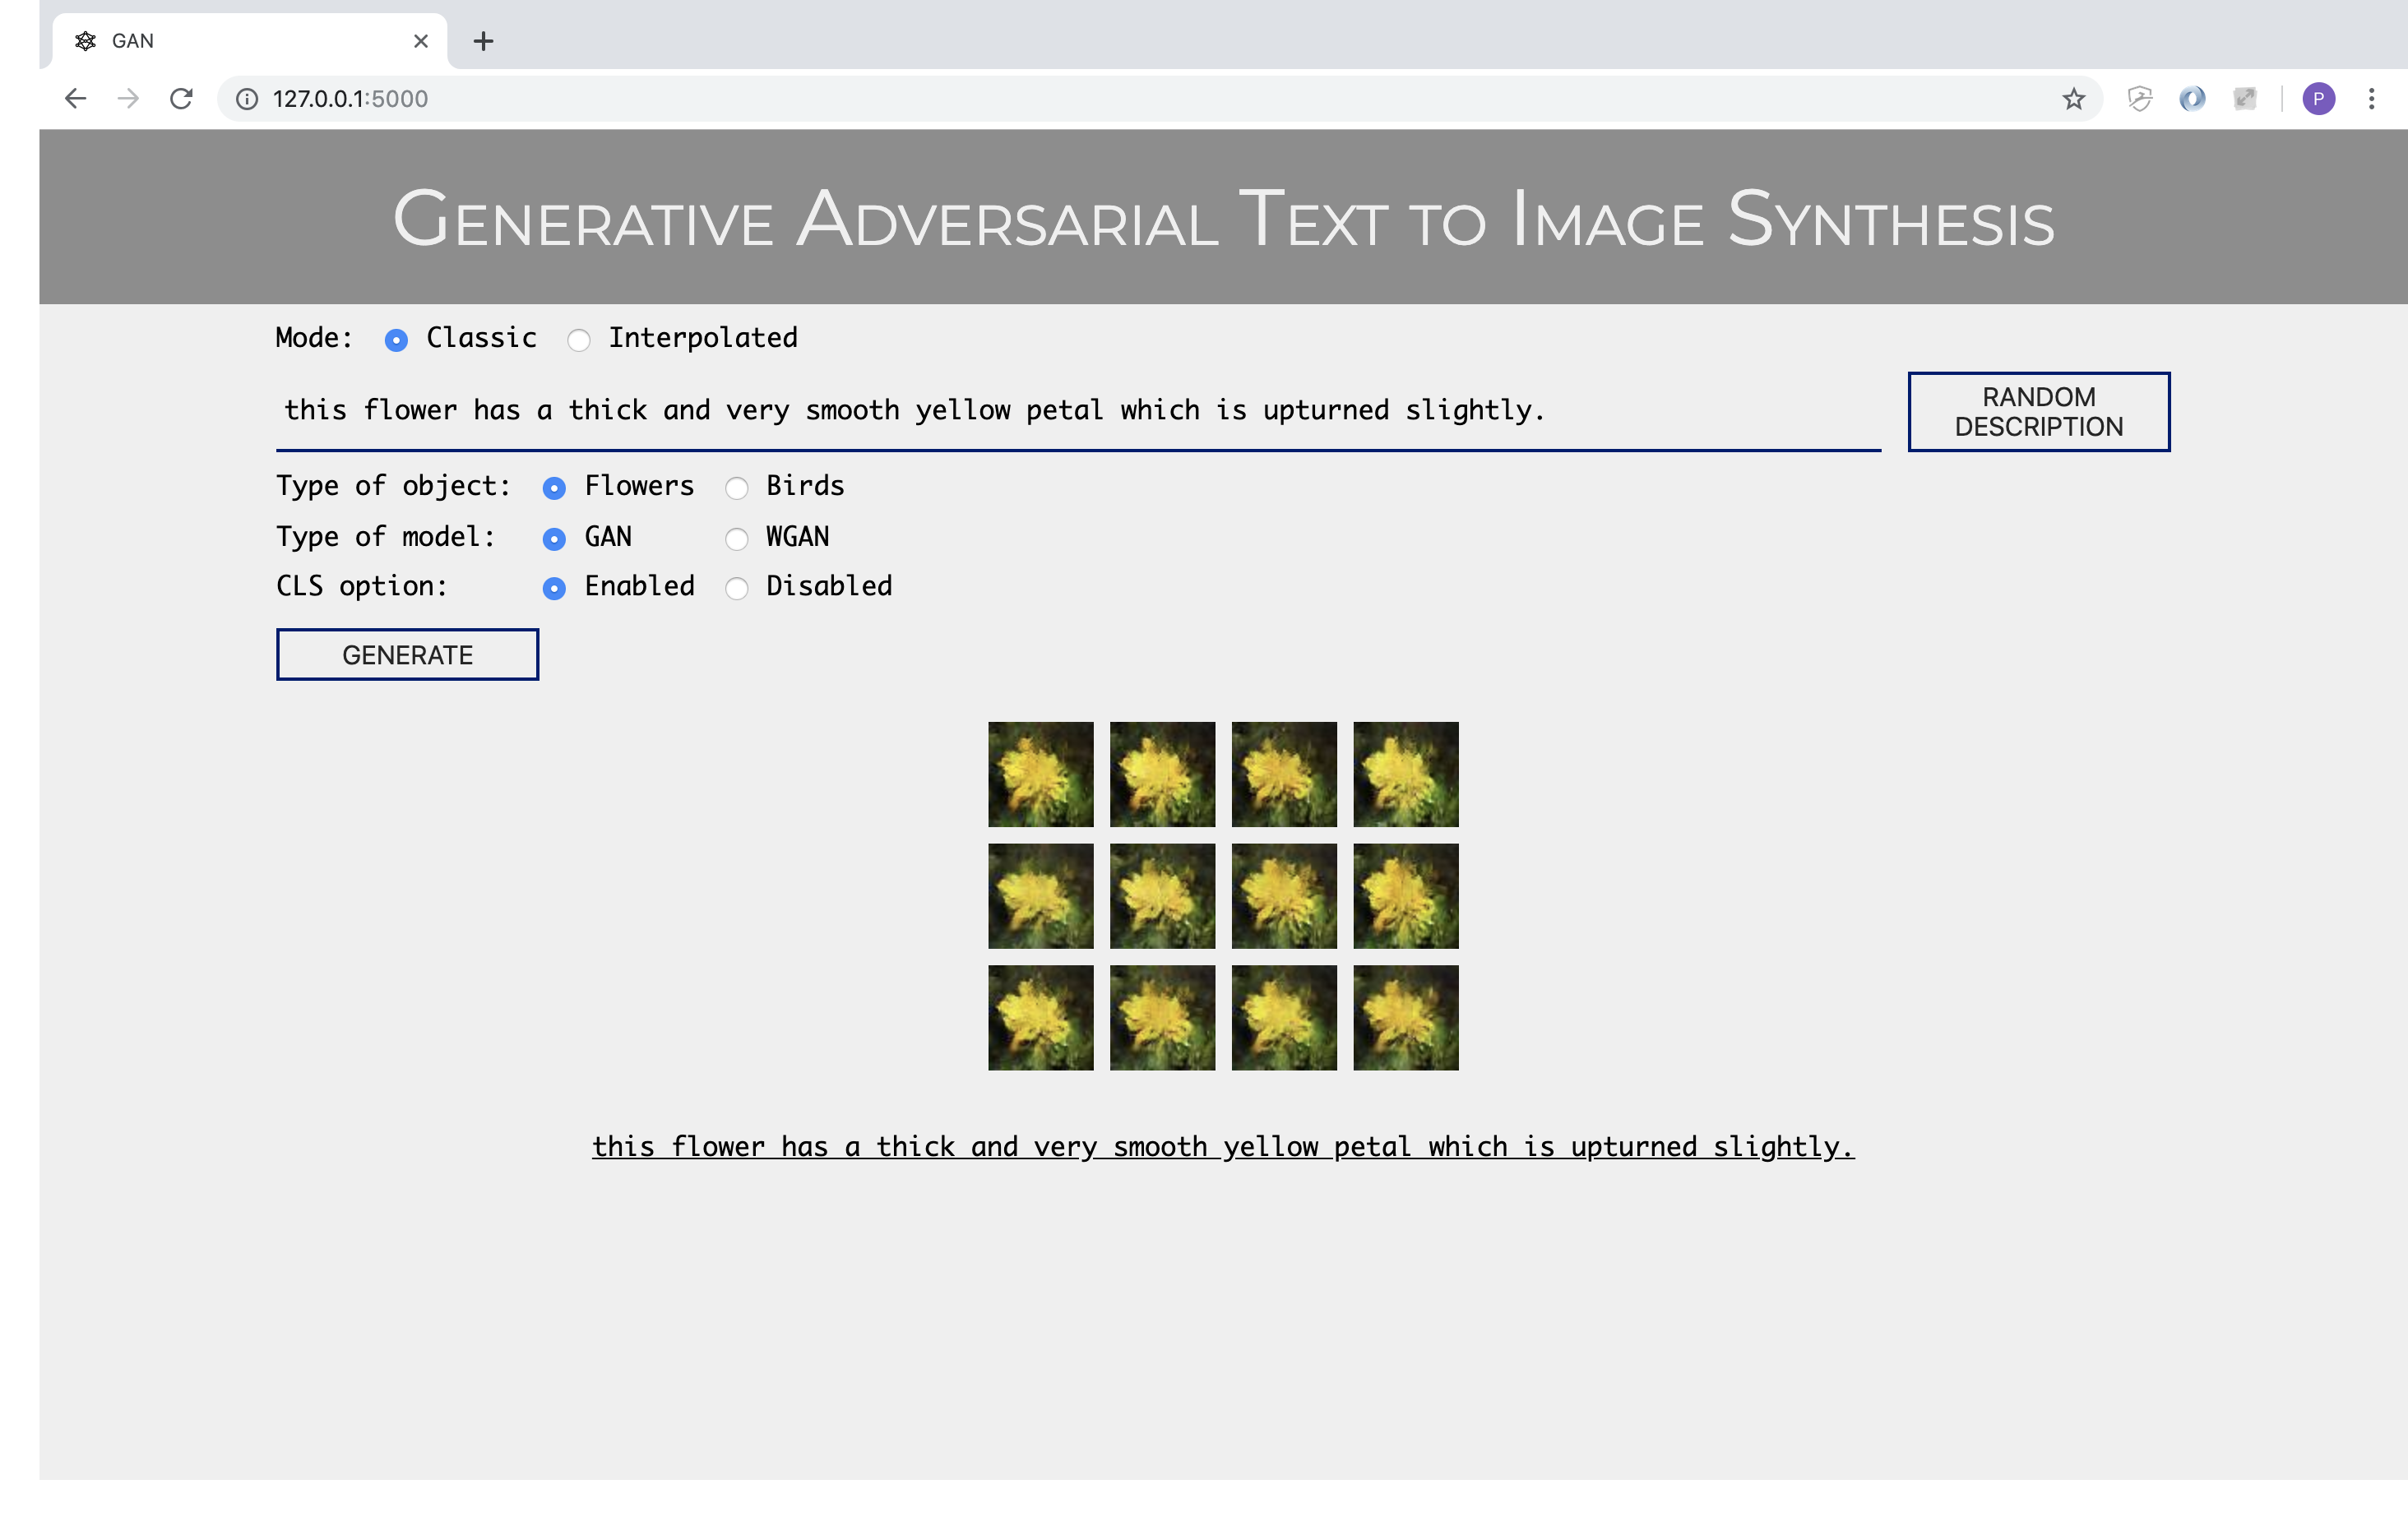 GAN
127.0.0.1:5000
P
Generative Adversarial Text to Image Synthesis
Mode: Classic Interpolated
this flower has a thick and very smooth yellow petal which is upturned slightly.
RANDOM
DESCRIPTION
Type of object: Flowers Birds
Type of model: GAN WGAN
CLS option: Enabled Disabled
GENERATE
this flower has a thick and very smooth yellow petal which is upturned slightly.